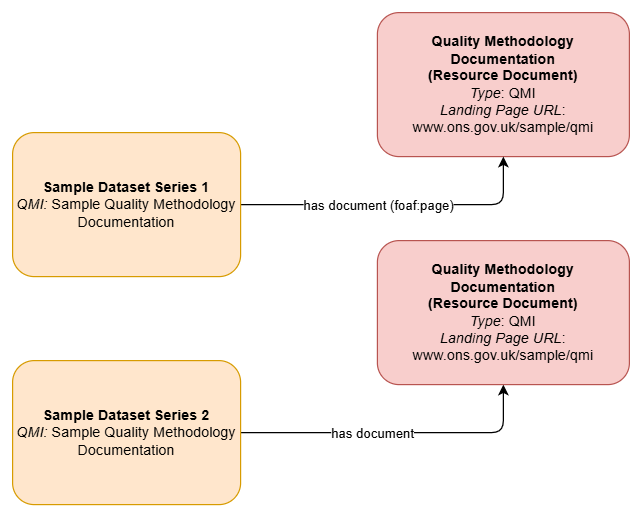 Quality Methodology
Documentation
(Resource Document)
Type: QMI
Landing Page URL:
www.ons.gov.uk/sample/qmi
Sample Dataset Series 1
QMI: Sample Quality Methodology
Documentation
has document (foaf:page)
Quality Methodology
Documentation
(Resource Document)
Type: QMI
Landing Page URL:
www.ons.gov.uk/sample/qmi
Sample Dataset Series 2
QMI: Sample Quality Methodology
Documentation
has document